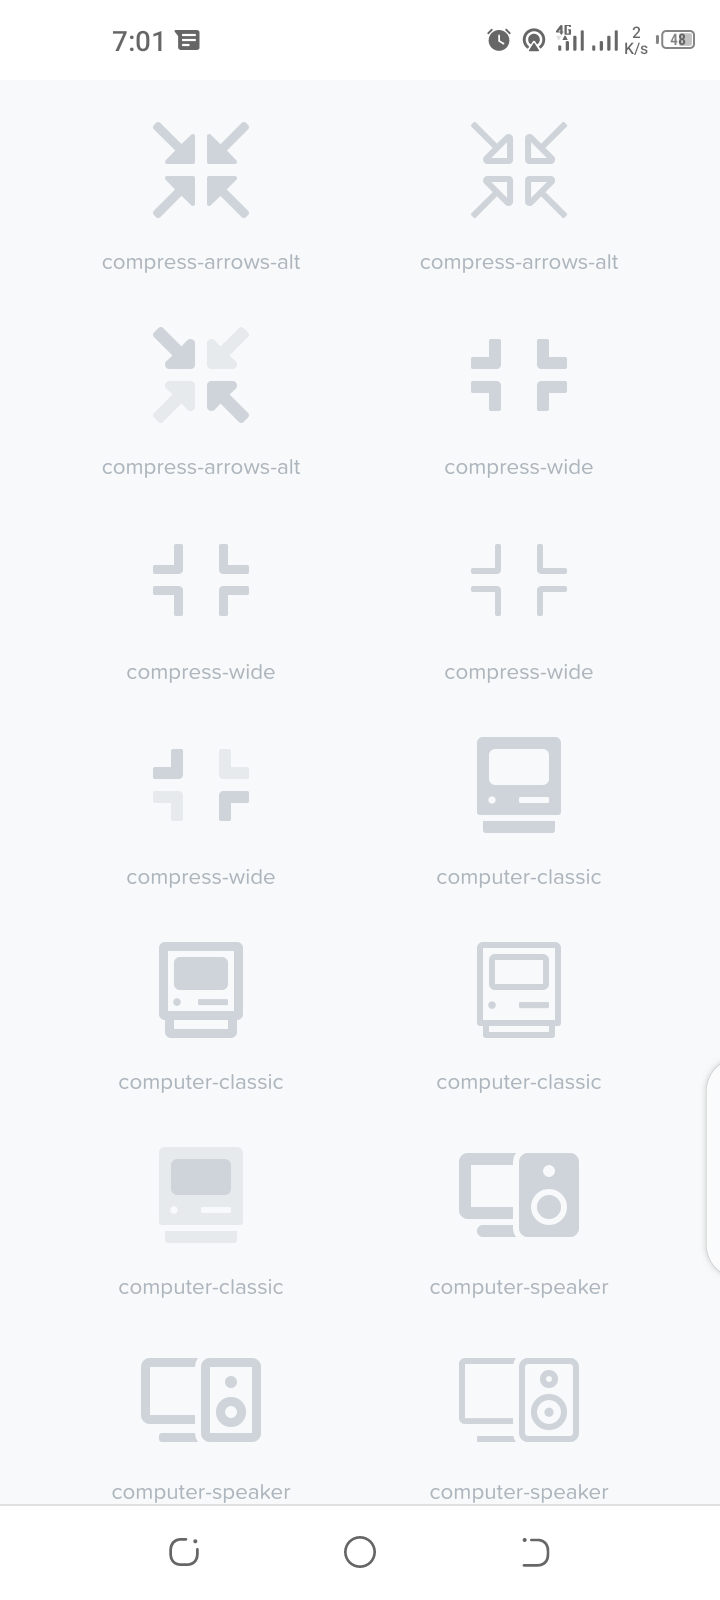 7:01
4G
2
K/s
48
compress-arrows-alt
compress-arrows-alt
compress-arrows-alt
compress-wide
compress-wide
compress-wide
compress-wide
computer-classic
computer-classic
computer-classic
computer-classic
computer-speaker
computer-speaker
computer-speaker